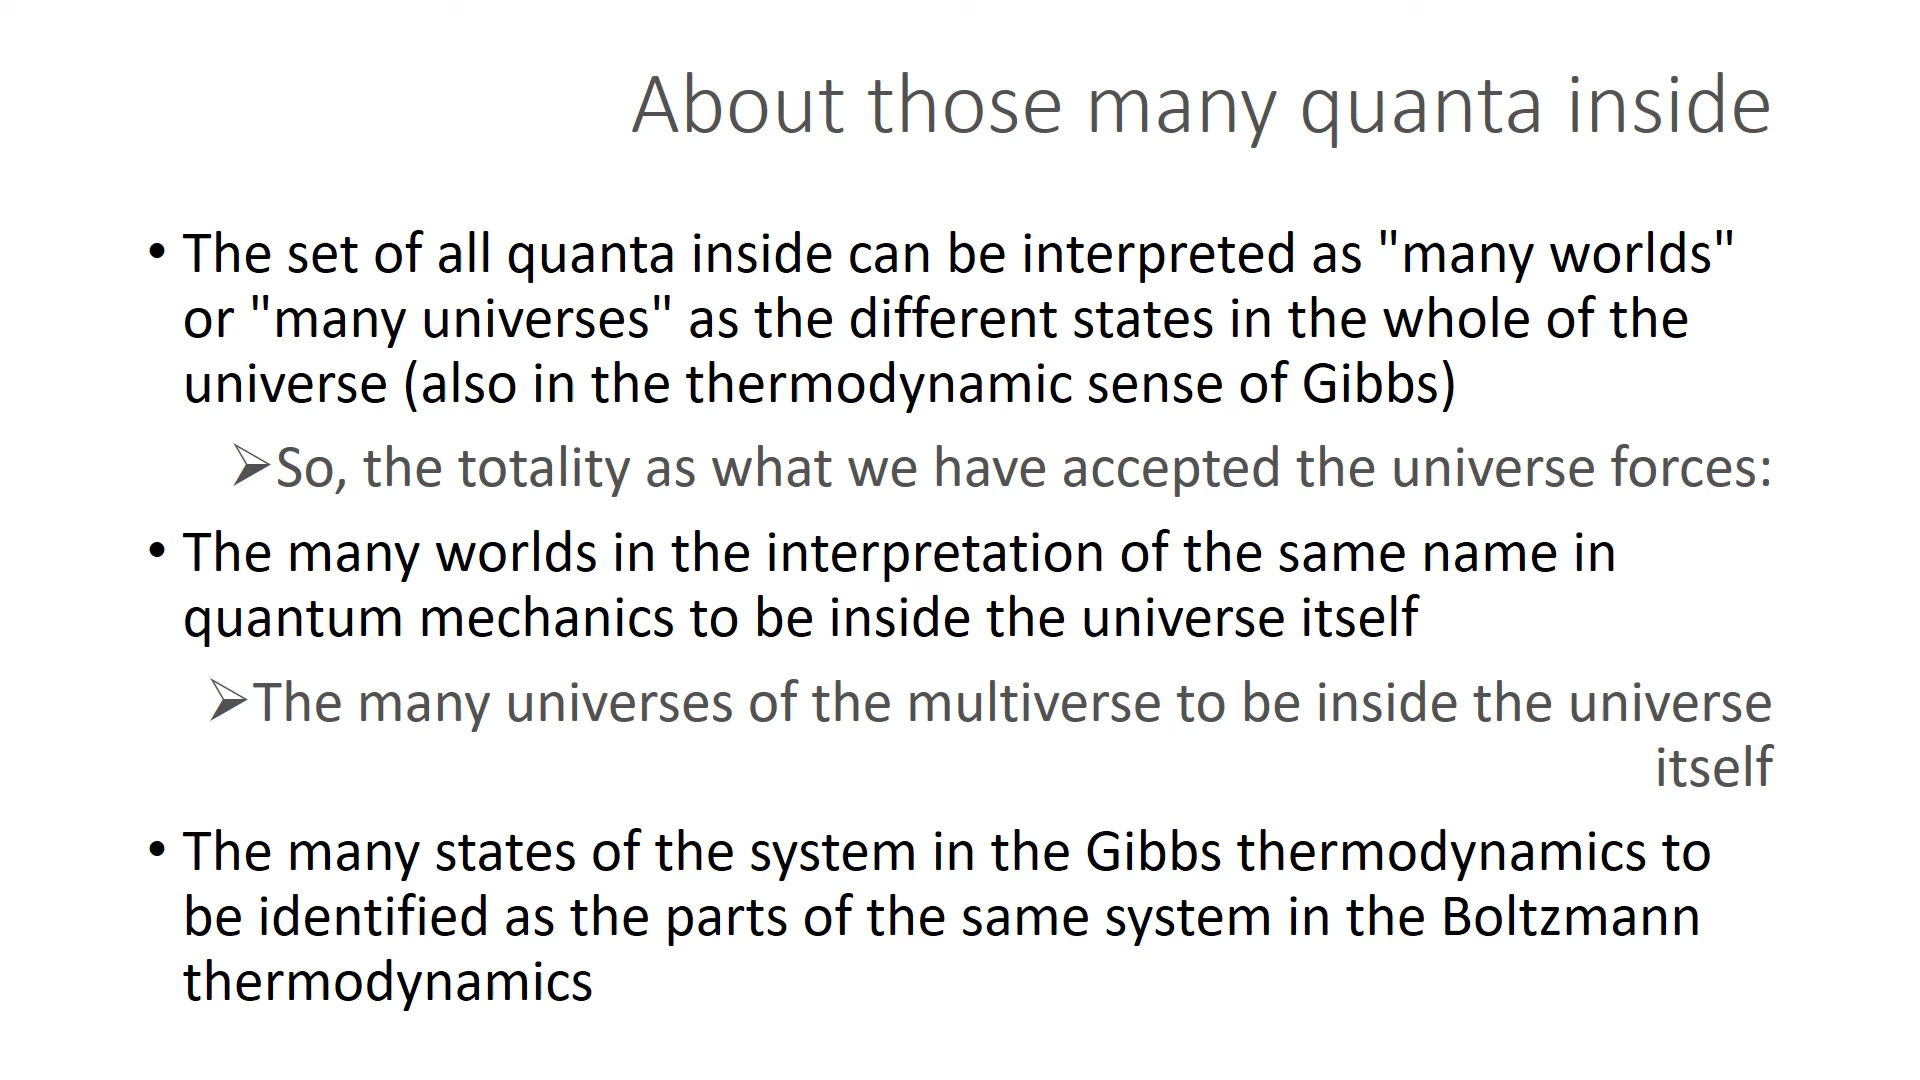 About those many quanta inside
• The set of all quanta inside can be interpreted as "many worlds"
or "many universes" as the different states in the whole of the
universe (also in the thermodynamic sense of Gibbs)
➢So, the totality as what we have accepted the universe forces:
• The many worlds in the interpretation of the same name in
quantum mechanics to be inside the universe itself
➢The many universes of the multiverse to be inside the universe
itself
• The many states of the system in the Gibbs thermodynamics to
be identified as the parts of the same system in the Boltzmann
thermodynamics